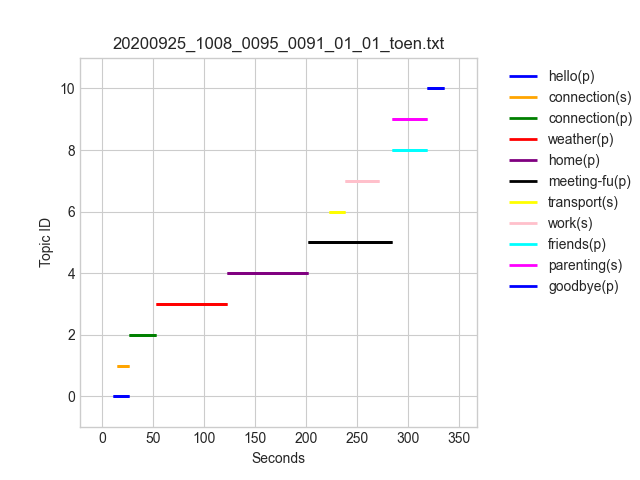 20200925_1008_0095_0091_01_01_toen.txt
10
8
6
4
2
0
Topic ID
0 50 100 150 200 250 300 350
Seconds
hello(p)
connection(s)
connection(p)
weather(p)
home(p)
meeting-fu(p)
transport(s)
work(s)
friends(p)
parenting(s)
goodbye(p)